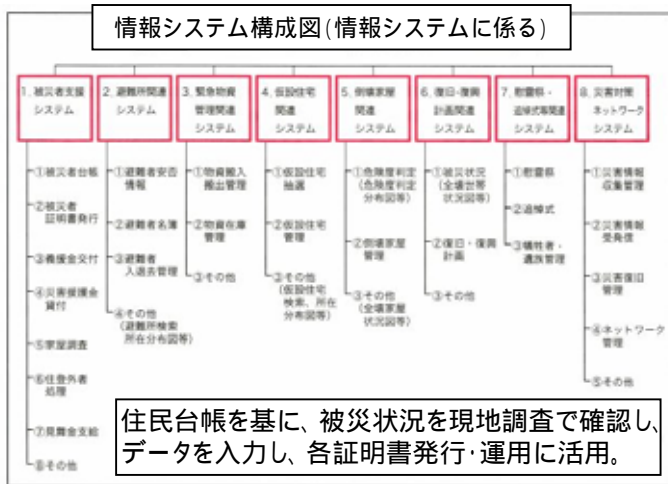 情報システム構成図(情報システムに係る)
1. 被災者支援
システム
2. 避難所関連
システム
3. 緊急物資
管理関連
システム
4. 仮設住宅
関連
システム
5. 倒壊家屋
関連
システム
6. 復旧・復興
計画関連
システム
7. 慰霊祭・
追悼式等関連
システム
8. 災害対策
ネットワーク
システム
①被災者台帳
②被災者
証明書発行
③義援金交付
④災害援護金
貸付
⑤家屋調査
⑥住登外者
処理
⑦見舞金支給
⑧その他
①避難者安否
情報
②避難者名簿
③避難者
入退去管理
④その他
(避難所検索
所在分布図等)
①物資搬入
搬出管理
②物資在庫
管理
③その他
①仮設住宅
抽選
②仮設住宅
管理
③その他
(仮設住宅
検索、所在
分布図等)
①危険度判定
(危険度判定
分布図等)
②倒壊家屋
管理
③その他
(全壊家屋
状況図等)
①被災状況
(全壊世帯
状況図等)
②復旧・復興
計画
③その他
①慰霊祭
②追悼式
③犠牲者・
遺族管理
①災害情報
収集管理
②災害情報
受発信
③災害復旧
管理
④ネットワーク
管理
⑤その他
住民台帳を基に、被災状況を現地調査で確認し、
データを入力し、各証明書発行・運用に活用。